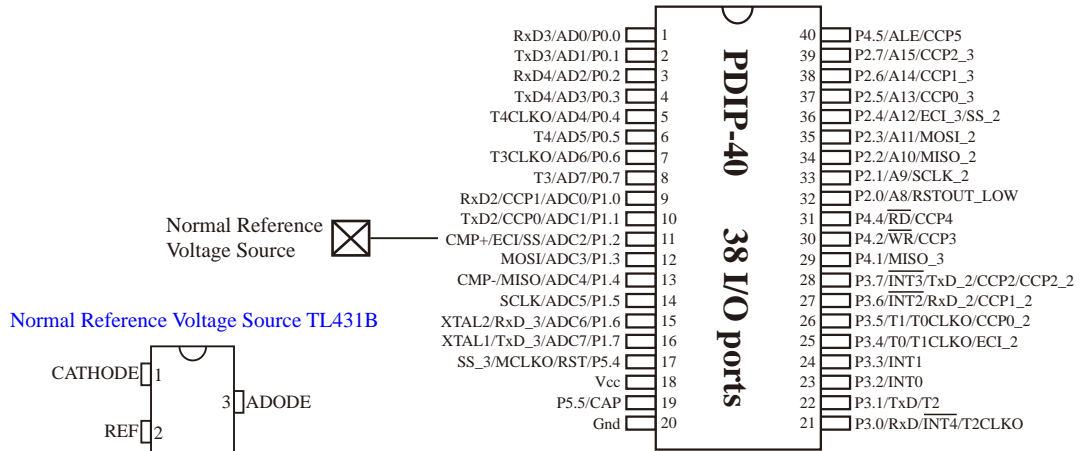 RxD3/AD0/P0.0 1
TxD3/AD1/P0.1 2
RxD4/AD2/P0.2 3
TxD4/AD3/P0.3 4
T4CLKO/AD4/P0.4 5
T4/AD5/P0.5 6
T3CLKO/AD6/P0.6 7
T3/AD7/P0.7 8
RxD2/CCP1/ADC0/P1.0 9
TxD2/CCP0/ADC1/P1.1 10
CMP+/ECI/SS/ADC2/P1.2 11
MOSI/ADC3/P1.3 12
CMP-/MISO/ADC4/P1.4 13
SCLK/ADC5/P1.5 14
XTAL2/RxD_3/ADC6/P1.6 15
XTAL1/TxD_3/ADC7/P1.7 16
SS_3/MCLKO/RST/P5.4 17
Vcc 18
P5.5/CAP 19
Gnd 20
PDIP-40 38 I/O ports
40 P4.5/ALE/CCP5
39 P2.7/A15/CCP2_3
38 P2.6/A14/CCP1_3
37 P2.5/A13/CCP0_3
36 P2.4/A12/ECI_3/SS_2
35 P2.3/A11/MOSI_2
34 P2.2/A10/MISO_2
33 P2.1/A9/SCLK_2
32 P2.0/A8/RSTOUT_LOW
31 P4.4/RD/CCP4
30 P4.2/WR/CCP3
29 P4.1/MISO_3
28 P3.7/INT3/TxD_2/CCP2/CCP2_2
27 P3.6/INT2/RxD_2/CCP1_2
26 P3.5/T1/T0CLKO/CCP0_2
25 P3.4/T0/T1CLKO/ECI_2
24 P3.3/INT1
23 P3.2/INT0
22 P3.1/TxD/T2
21 P3.0/RxD/INT4/T2CLKO
Normal Reference
Voltage Source
Normal Reference Voltage Source TL431B
CATHODE 1
3 ADODE
REF 2